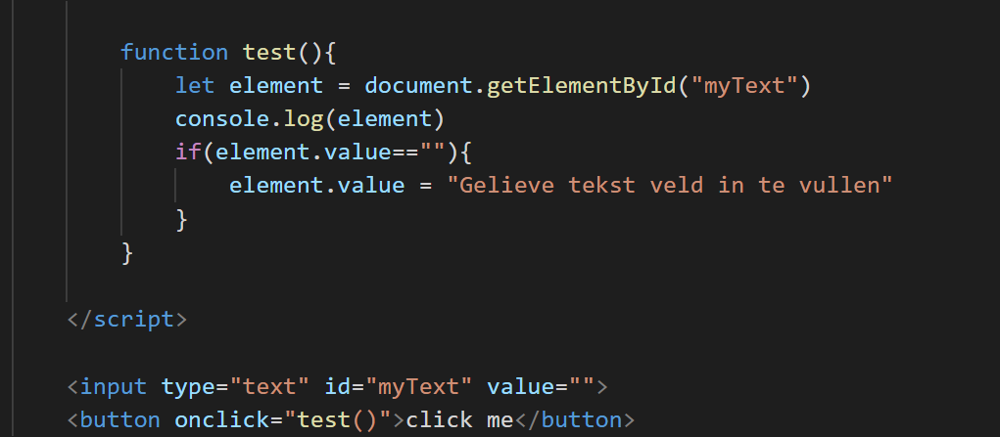 function test(){
let element = document.getElementById("myText")
console.log(element)
if(element.value==""){
element.value = "Gelieve tekst veld in te vullen"
}
}
</script>
<input type="text" id="myText" value="">
<button onclick="test()">click me</button>